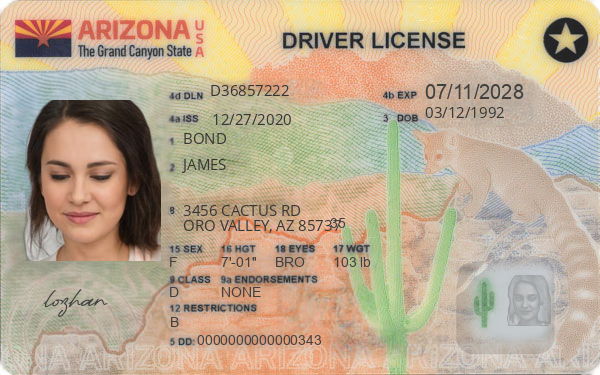 ARIZONA USA
The Grand Canyon State
DRIVER LICENSE
4d DLN D36857222
4b EXP 07/11/2028
4a ISS 12/27/2020
3 DOB 03/12/1992
1 BOND
2 JAMES
8 3456 CACTUS RD
ORO VALLEY, AZ 85737
15 SEX 16 HGT 18 EYES 17 WGT
F 7'-01" BRO 103 lb
9 CLASS 9a ENDORSEMENTS
D NONE
12 RESTRICTIONS
B
5 DD: 0000000000000343
lozhan
ARIZONA ARIZONA ARIZONA ARIZONA